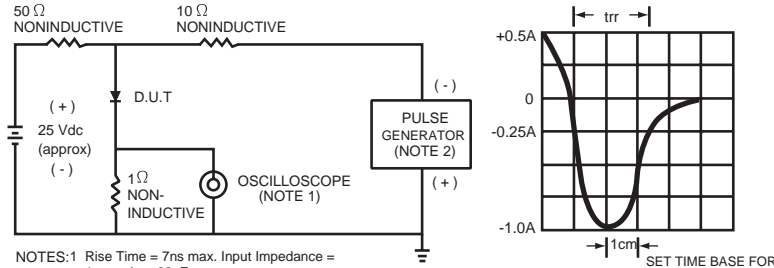 50 Ω
NONINDUCTIVE
10 Ω
NONINDUCTIVE
D.U.T
( + )
25 Vdc
(approx)
( - )
1 Ω
NON-
INDUCTIVE
OSCILLOSCOPE
(NOTE 1)
( - )
PULSE
GENERATOR
(NOTE 2)
( + )
NOTES:1 Rise Time = 7ns max. Input Impedance =
trr
+0.5A
0
-0.25A
-1.0A
1cm
SET TIME BASE FOR